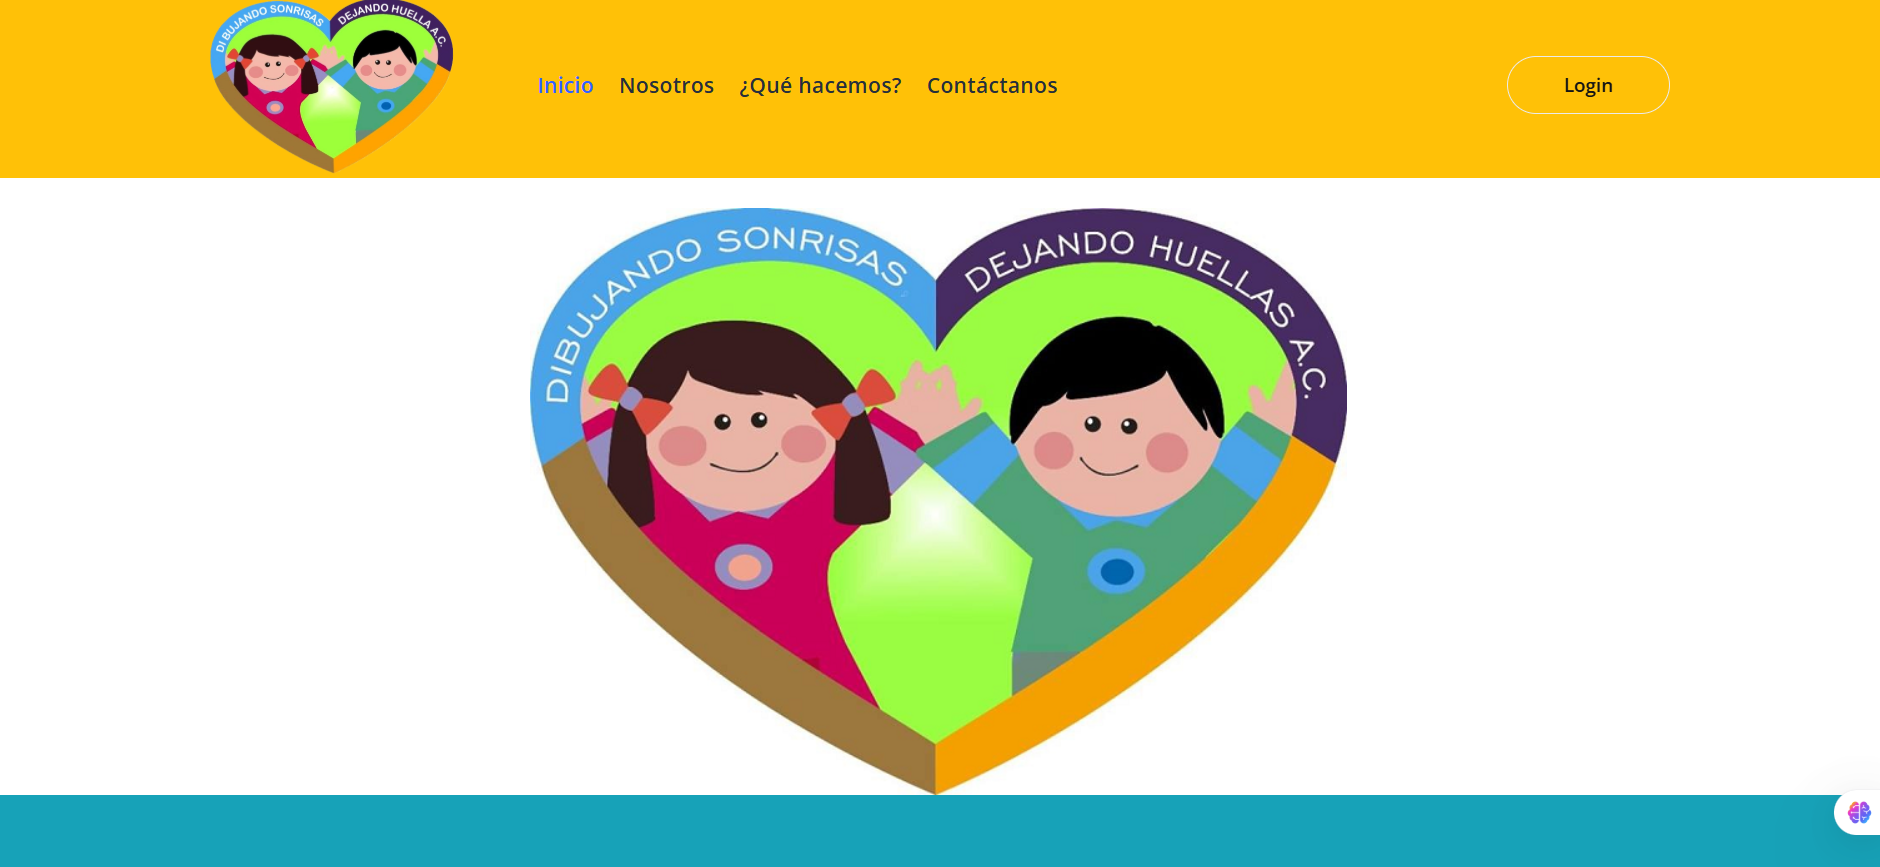 DIBUJANDO SONRISAS DEJANDO HUELLA A.C.
Inicio Nosotros ¿Qué hacemos? Contáctanos Login
DIBUJANDO SONRISAS DEJANDO HUELLAS A.C.